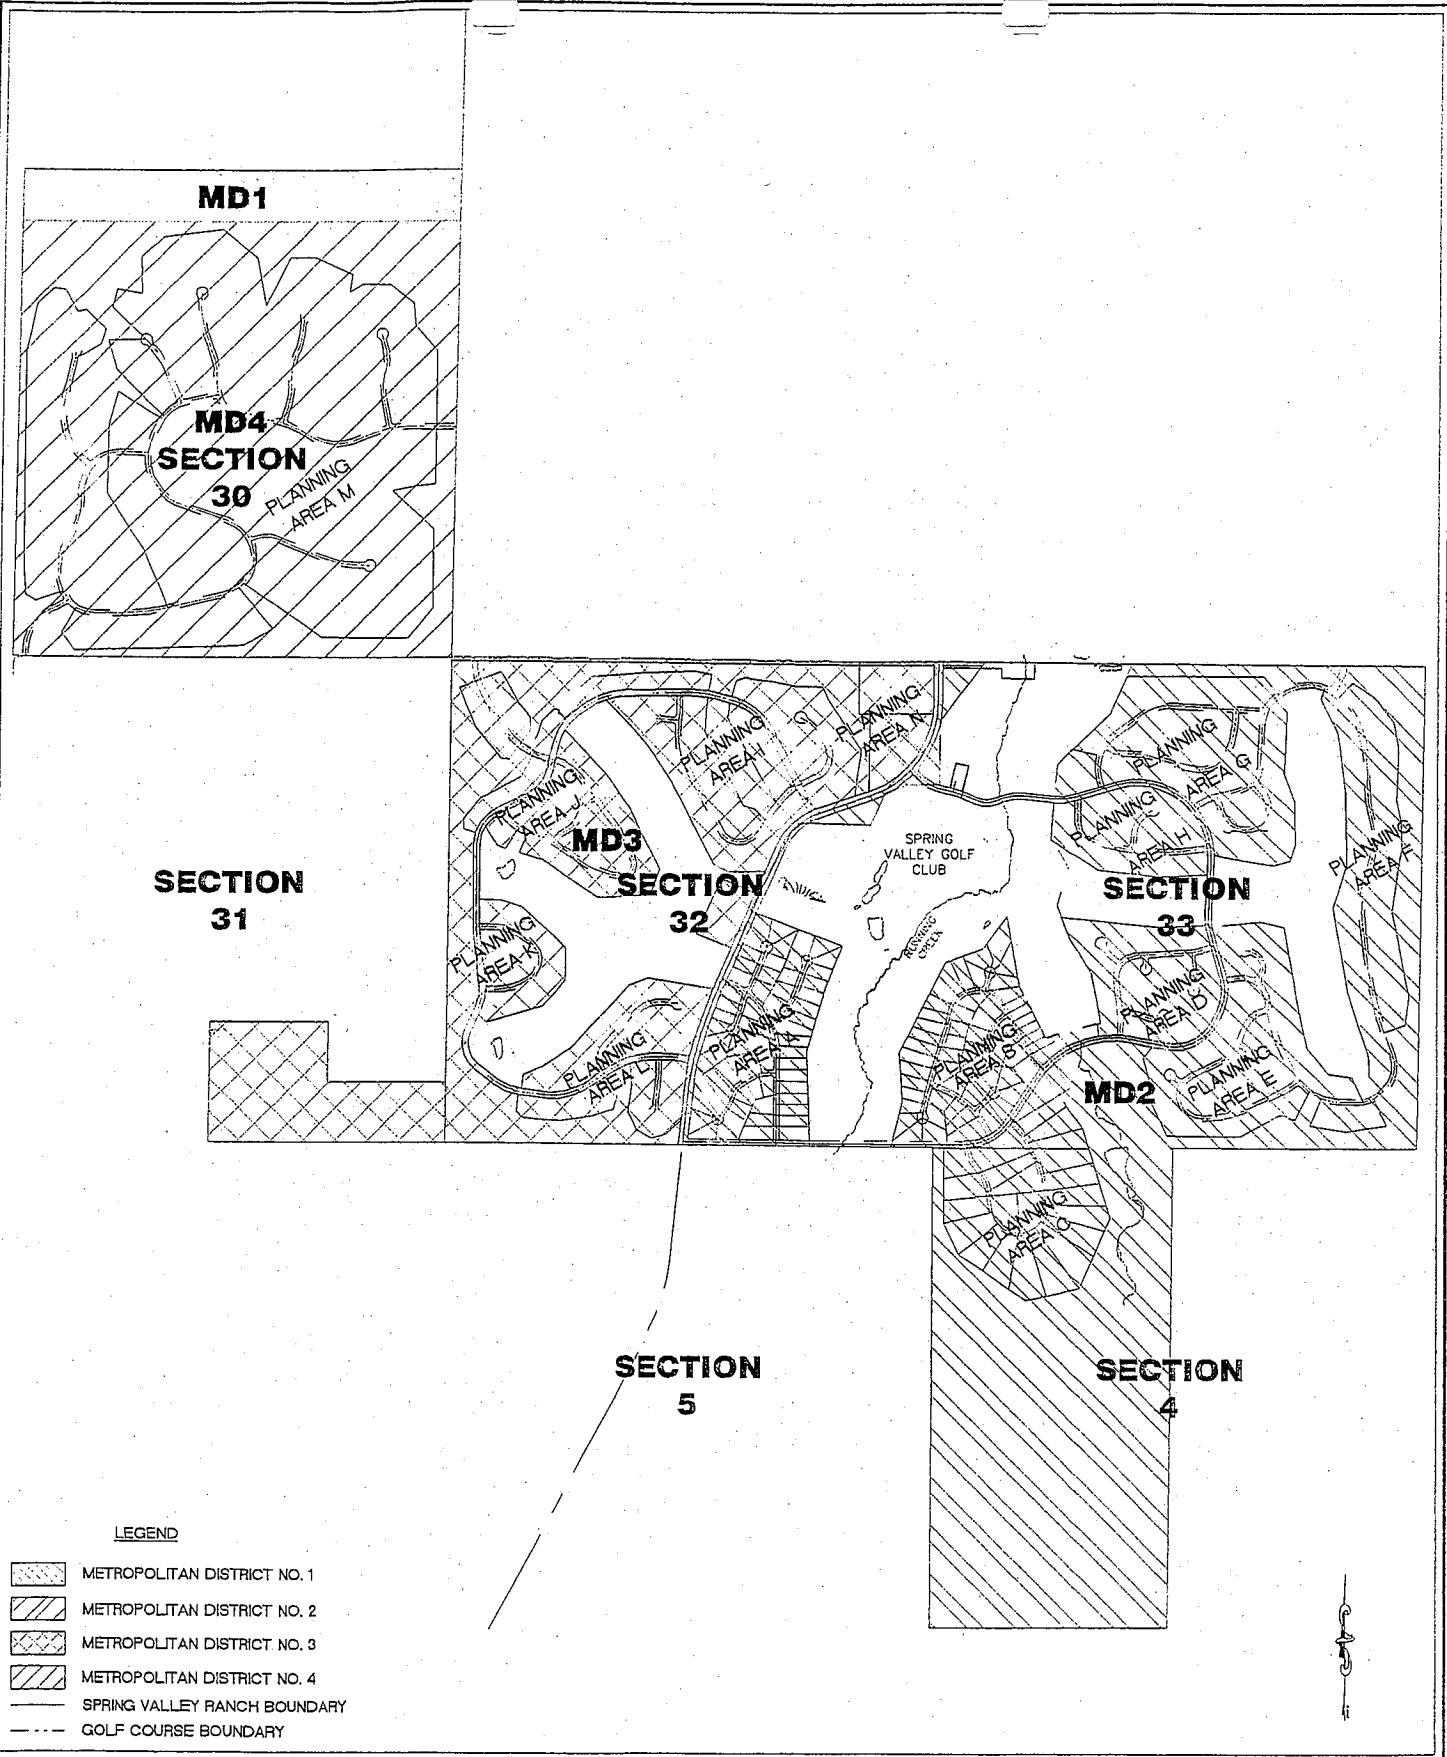 MD1
MD4
SECTION
30
PLANNING
AREA M
PLANNING
AREA J
PLANNING
AREA I
PLANNING
AREA N
PLANNING
AREA G
PLANNING
AREA H
PLANNING
AREA F
MD3
SECTION
32
SPRING
VALLEY GOLF
CLUB
SECTION
31
SECTION
33
RUNNING
CREEK
PLANNING
AREA K
PLANNING
AREA L
PLANNING
AREA A
PLANNING
AREA B
PLANNING
AREA D
PLANNING
AREA E
MD2
PLANNING
AREA C
SECTION
5
SECTION
4
LEGEND
METROPOLITAN DISTRICT NO. 1
METROPOLITAN DISTRICT NO. 2
METROPOLITAN DISTRICT NO. 3
METROPOLITAN DISTRICT NO. 4
SPRING VALLEY RANCH BOUNDARY
GOLF COURSE BOUNDARY